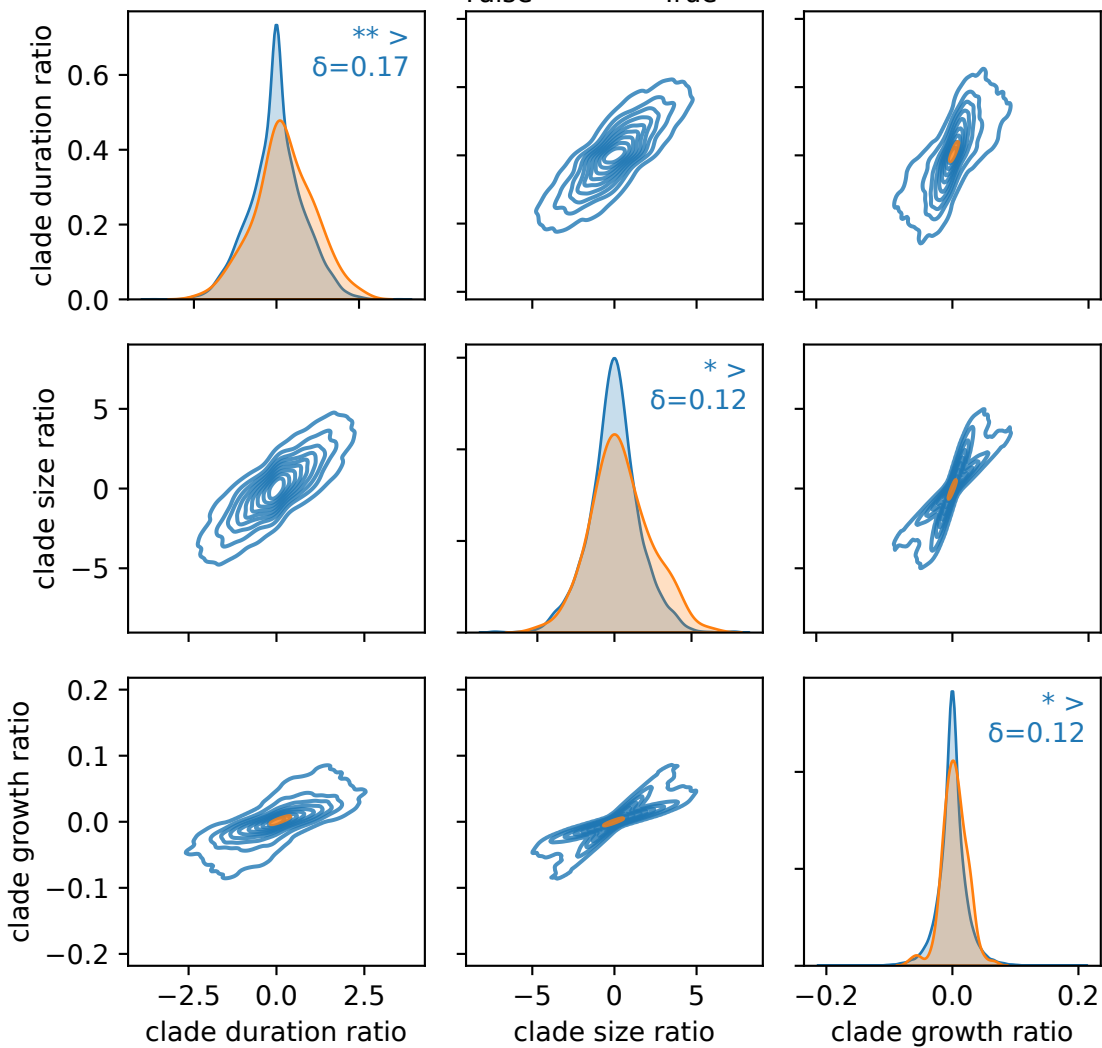 False True
clade duration ratio
0.6
0.4
0.2
0.0
** >
δ=0.17
clade size ratio
5
0
−5
* >
δ=0.12
clade growth ratio
0.2
0.1
0.0
−0.1
−0.2
* >
δ=0.12
−2.5 0.0 2.5
−5 0 5
−0.2 0.0 0.2
clade duration ratio
clade size ratio
clade growth ratio